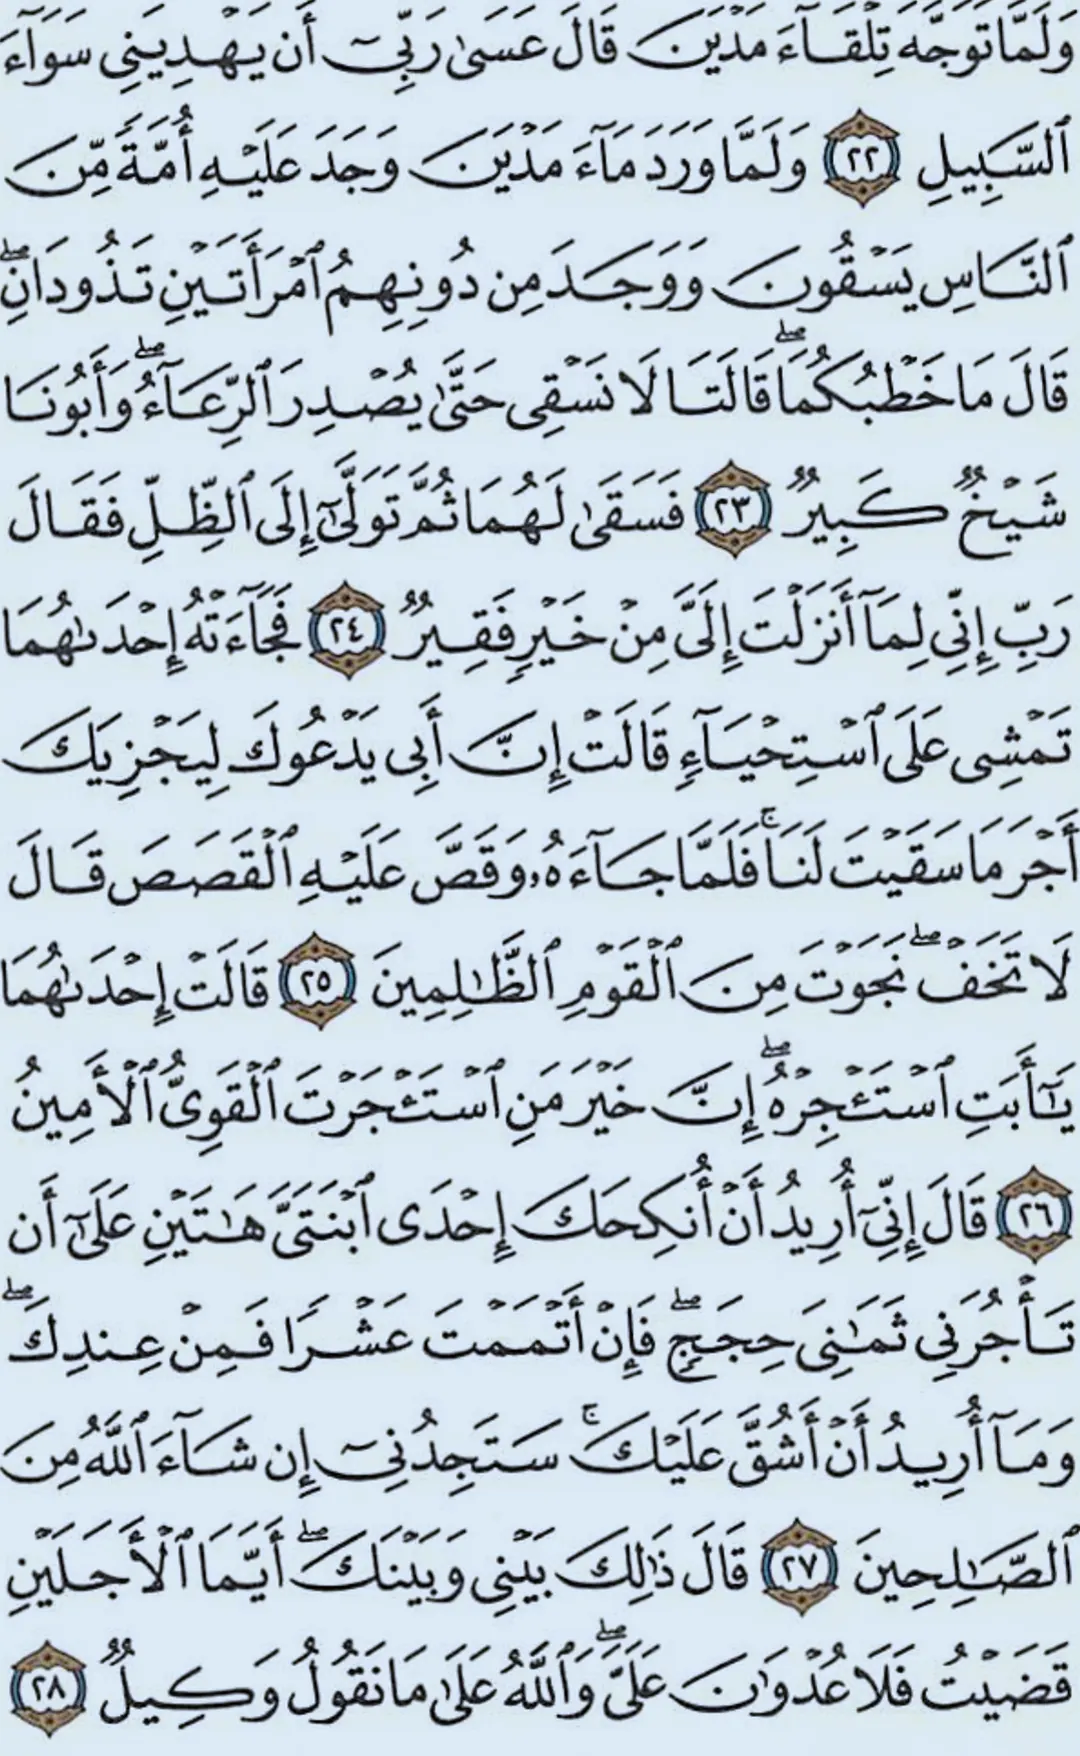 وَلَمَّا تَوَجَّهَ تِلْقَآءَ مَدْيَنَ قَالَ عَسَىٰ رَبِّىٓ أَن يَهْدِيَنِى سَوَآءَ
ٱلسَّبِيلِ ٢٢ وَلَمَّا وَرَدَ مَآءَ مَدْيَنَ وَجَدَ عَلَيْهِ أُمَّةً مِّنَ
ٱلنَّاسِ يَسْقُونَ وَوَجَدَ مِن دُونِهِمُ ٱمْرَأَتَيْنِ تَذُودَانِۖ
قَالَ مَا خَطْبُكُمَاۖ قَالَتَا لَا نَسْقِى حَتَّىٰ يُصْدِرَ ٱلرِّعَآءُۖ وَأَبُونَا
شَيْخٌ كَبِيرٌ ٢٣ فَسَقَىٰ لَهُمَا ثُمَّ تَوَلَّىٰٓ إِلَى ٱلظِّلِّ فَقَالَ
رَبِّ إِنِّى لِمَآ أَنزَلْتَ إِلَىَّ مِنْ خَيْرٍ فَقِيرٌ ٢٤ فَجَآءَتْهُ إِحْدَىٰهُمَا
تَمْشِى عَلَى ٱسْتِحْيَآءٍ قَالَتْ إِنَّ أَبِى يَدْعُوكَ لِيَجْزِيَكَ
أَجْرَ مَا سَقَيْتَ لَنَاۚ فَلَمَّا جَآءَهُۥ وَقَصَّ عَلَيْهِ ٱلْقَصَصَ قَالَ
لَا تَخَفْۖ نَجَوْتَ مِنَ ٱلْقَوْمِ ٱلظَّـٰلِمِينَ ٢٥ قَالَتْ إِحْدَىٰهُمَا
يَـٰٓأَبَتِ ٱسْتَـْٔجِرْهُۖ إِنَّ خَيْرَ مَنِ ٱسْتَـْٔجَرْتَ ٱلْقَوِىُّ ٱلْأَمِينُ
٢٦ قَالَ إِنِّىٓ أُرِيدُ أَنْ أُنكِحَكَ إِحْدَى ٱبْنَتَىَّ هَـٰتَيْنِ عَلَىٰٓ أَن
تَأْجُرَنِى ثَمَـٰنِىَ حِجَجٍۖ فَإِنْ أَتْمَمْتَ عَشْرًا فَمِنْ عِندِكَۖ
وَمَآ أُرِيدُ أَنْ أَشُقَّ عَلَيْكَۚ سَتَجِدُنِىٓ إِن شَآءَ ٱللَّهُ مِنَ
ٱلصَّـٰلِحِينَ ٢٧ قَالَ ذَٰلِكَ بَيْنِى وَبَيْنَكَۖ أَيَّمَا ٱلْأَجَلَيْنِ
قَضَيْتُ فَلَا عُدْوَٰنَ عَلَىَّۖ وَٱللَّهُ عَلَىٰ مَا نَقُولُ وَكِيلٌ ٢٨